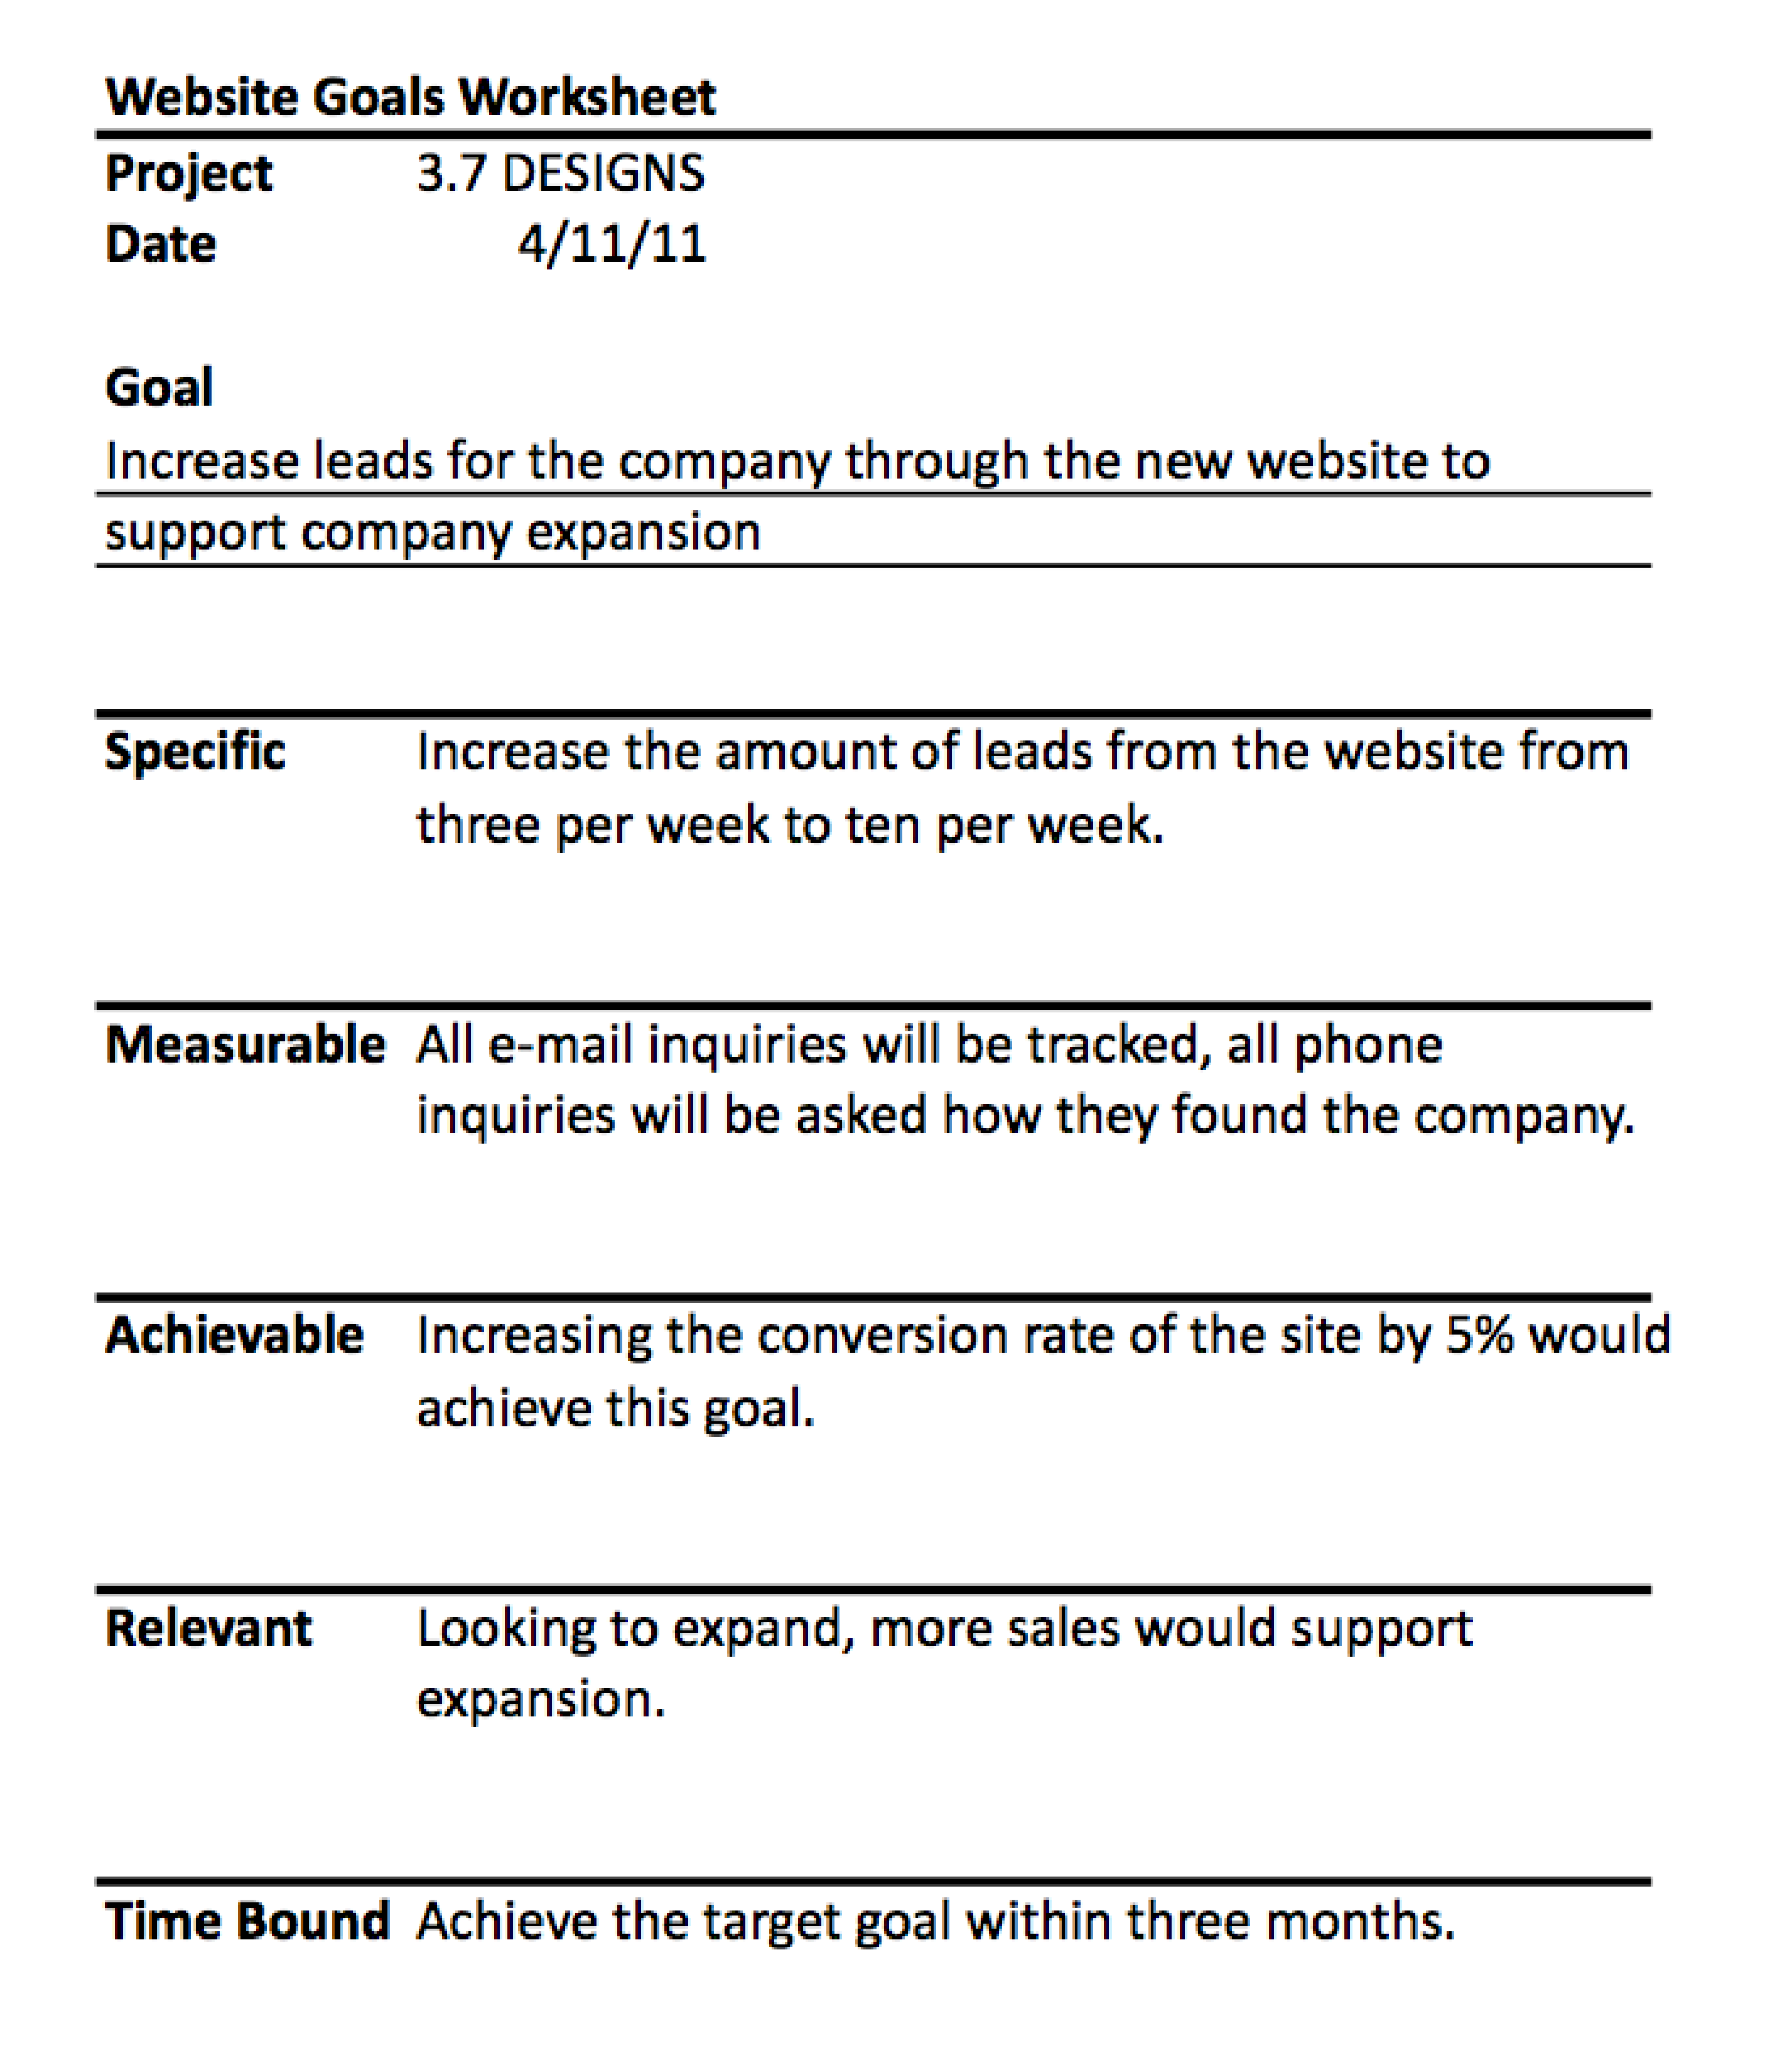 Website Goals Worksheet
Project 3.7 DESIGNS
Date 4/11/11
Goal
Increase leads for the company through the new website to
support company expansion
Specific Increase the amount of leads from the website from
three per week to ten per week.
Measurable All e-mail inquiries will be tracked, all phone
inquiries will be asked how they found the company.
Achievable Increasing the conversion rate of the site by 5% would
achieve this goal.
Relevant Looking to expand, more sales would support
expansion.
Time Bound Achieve the target goal within three months.